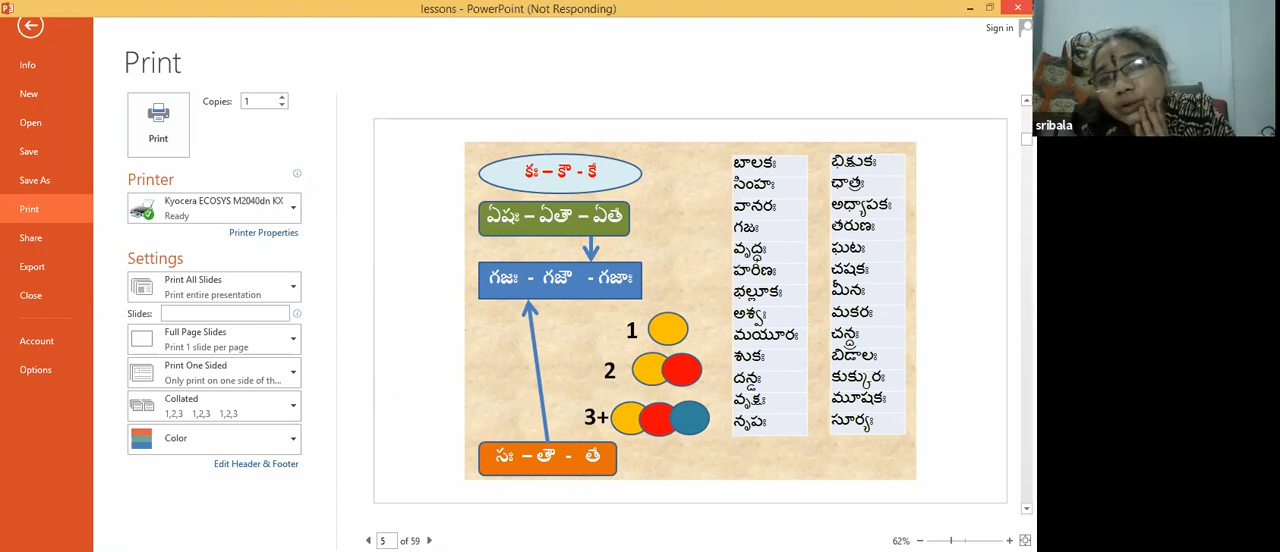 lessons - PowerPoint (Not Responding)
Sign in
Info
New
Open
Save
Save As
Print
Share
Export
Close
Account
Options
Print
Print
Copies: 1
Printer
Kyocera ECOSYS M2040dn KX
Ready
Printer Properties
Settings
Print All Slides
Print entire presentation
Slides:
Full Page Slides
Print 1 slide per page
Print One Sided
Only print on one side of th...
Collated
1,2,3 1,2,3 1,2,3
Color
Edit Header & Footer
కః – కౌ - కే
ఏషః – ఏతౌ – ఏతే
గజః - గజౌ - గజాః
1
2
3+
సః – తౌ - తే
బాలకః
సింహః
వానరః
గజః
వృద్ధః
హరిణః
భల్లూకః
అశ్వః
మయూరః
శుకః
దన్డః
వృక్షః
నృపః
భిక్షుకః
ఛాత్రః
అధ్యాపకః
తరుణః
ఘటః
చషకః
మీనః
మకరః
చన్ద్రః
బిడాలః
కుక్కురః
మూషకః
సూర్యః
5 of 59
62%
sribala